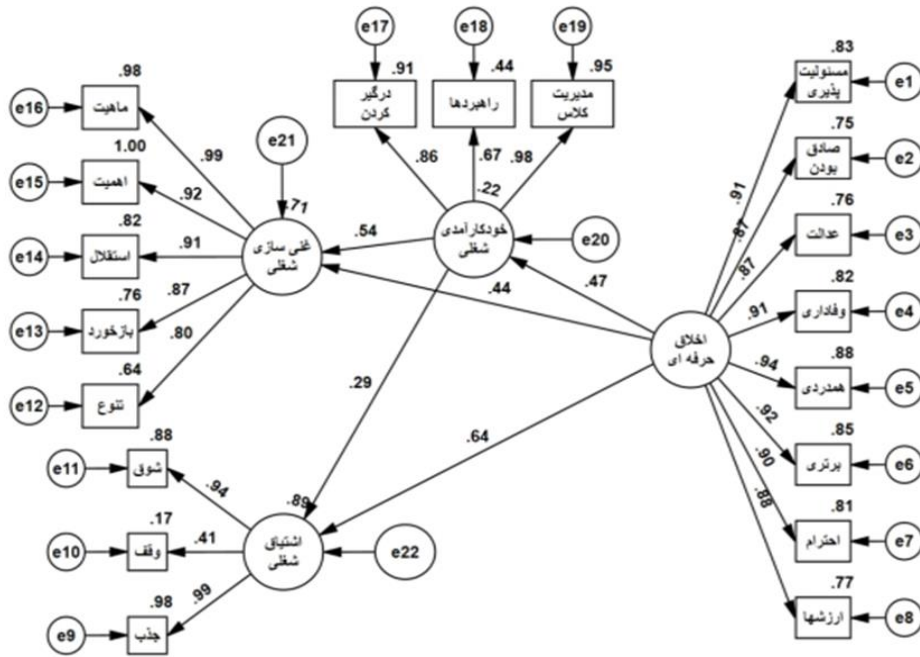 e17
e18
e19
.91
.44
.95
درگیر
کردن
راهبردها
مدیریت
کلاس
.86
.67
.98
.22
خودکارآمدی
شغلی
e20
.98
e16
ماهیت
1.00
e15
اهمیت
.82
e14
استقلال
.76
e13
بازخورد
.64
e12
تنوع
.99
.92
.91
.87
.80
e21
.71
غنی سازی
شغلی
.54
.44
.47
.29
.64
.88
e11
شوق
.17
e10
وقف
.98
e9
جذب
.94
.41
.99
.89
اشتیاق
شغلی
e22
اخلاق
حرفه ای
.91
.87
.87
.91
.94
.92
.90
.88
.83
مسئولیت
پذیری
e1
.75
صادق
بودن
e2
.76
عدالت
e3
.82
وفاداری
e4
.88
همدردی
e5
.85
برتری
e6
.81
احترام
e7
.77
ارزشها
e8